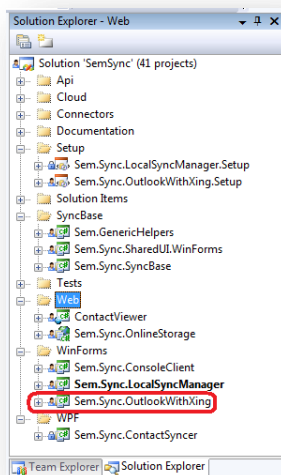 Solution Explorer - Web
Solution 'SemSync' (41 projects)
Api
Cloud
Connectors
Documentation
Setup
Sem.Sync.LocalSyncManager.Setup
Sem.Sync.OutlookWithXing.Setup
Solution Items
SyncBase
Sem.GenericHelpers
Sem.Sync.SharedUI.WinForms
Sem.Sync.SyncBase
Tests
Web
ContactViewer
Sem.Sync.OnlineStorage
WinForms
Sem.Sync.ConsoleClient
Sem.Sync.LocalSyncManager
Sem.Sync.OutlookWithXing
WPF
Sem.Sync.ContactSyncer
Team Explorer Solution Explorer